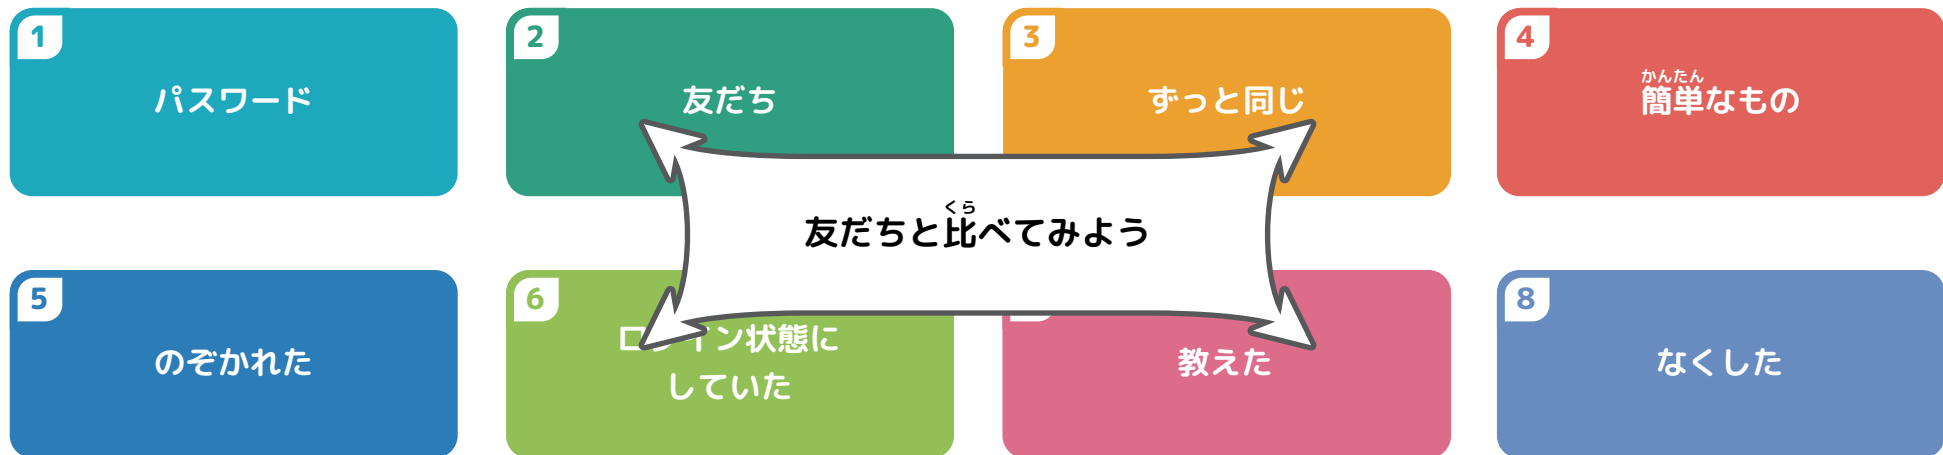 1
パスワード
2
友だち
3
ずっと同じ
4
かんたん
簡単なもの
くら
友だちと比べてみよう
5
のぞかれた
6
ン状態に
していた
教えた
8
なくした